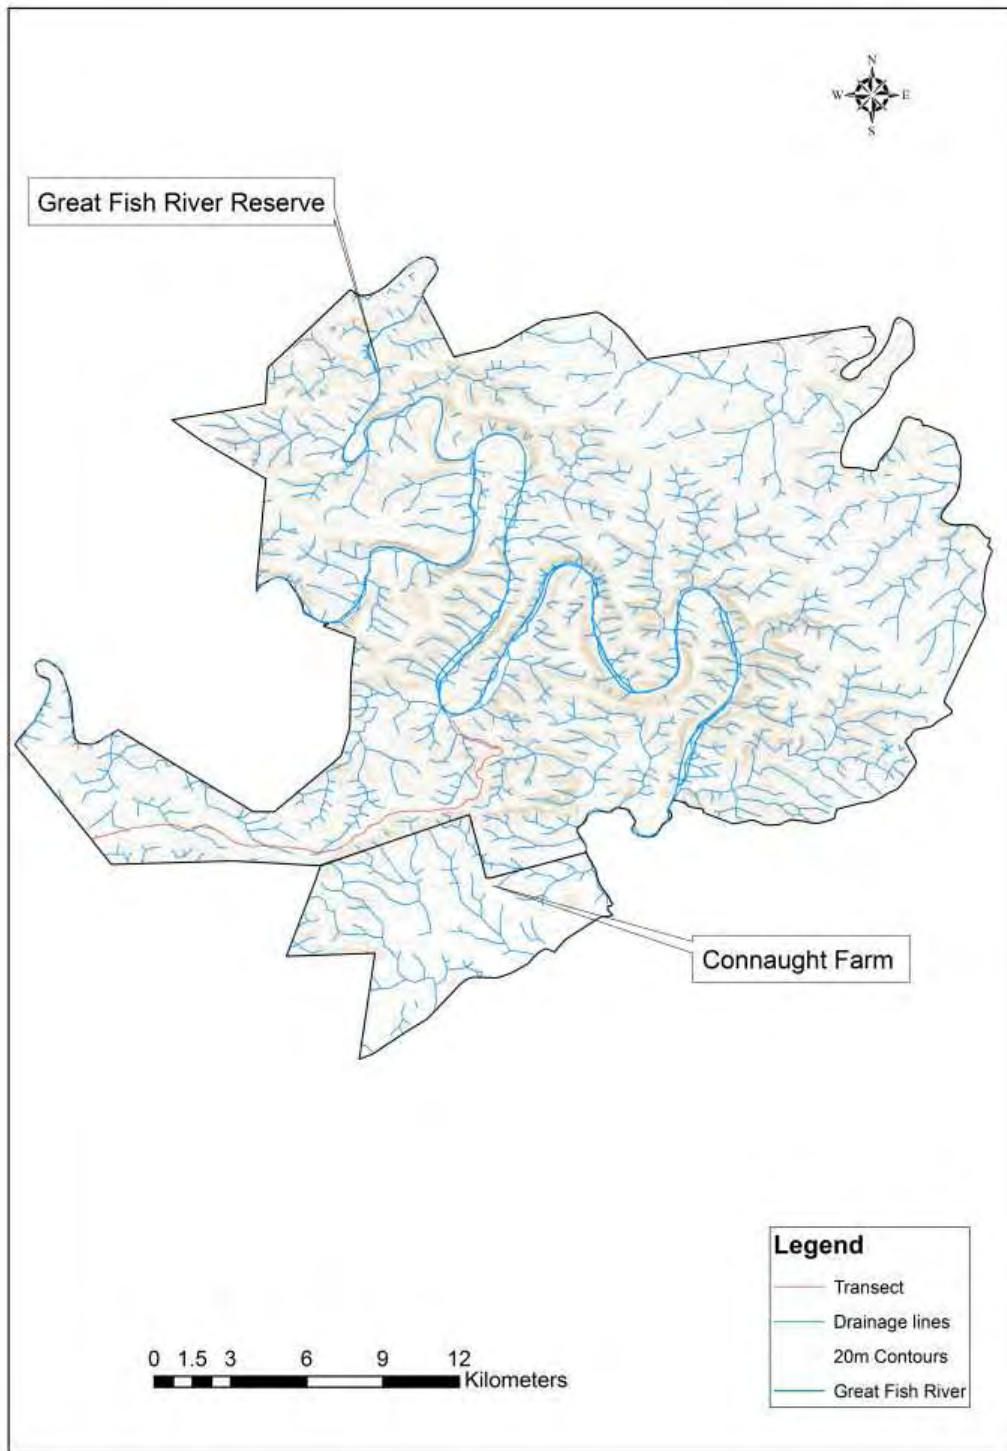 N
W E
S
Great Fish River Reserve
Connaught Farm
Legend
Transect
Drainage lines
20m Contours
Great Fish River
0 1.5 3 6 9 12
Kilometers